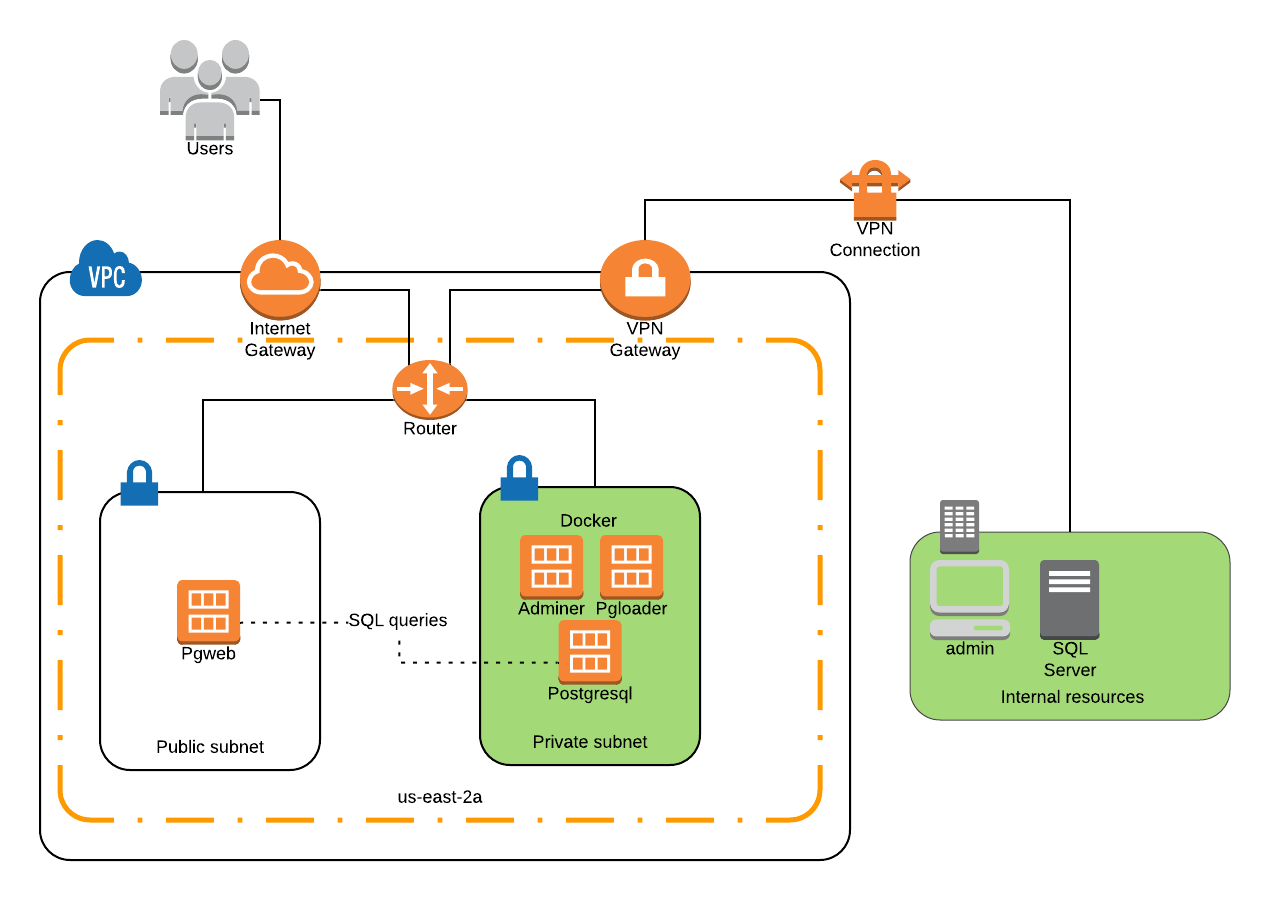 Users
VPN
Connection
VPC
Internet
Gateway
VPN
Gateway
Router
Docker
Adminer
Pgloader
SQL queries
Pgweb
Postgresql
Public subnet
Private subnet
us-east-2a
admin
SQL
Server
Internal resources